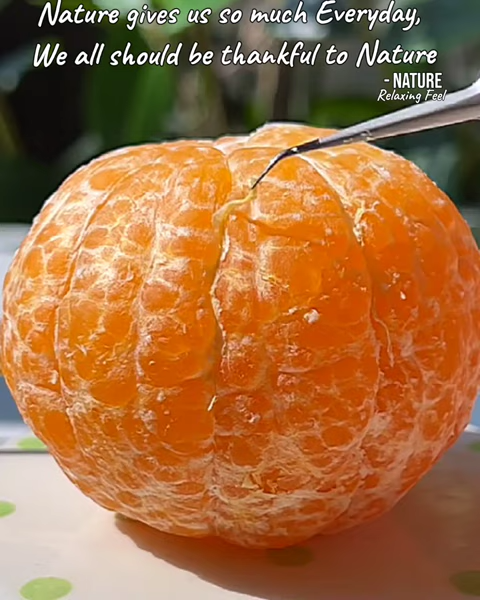 Nature gives us so much Everyday,
We all should be thankful to Nature
- NATURE
Relaxing Feel